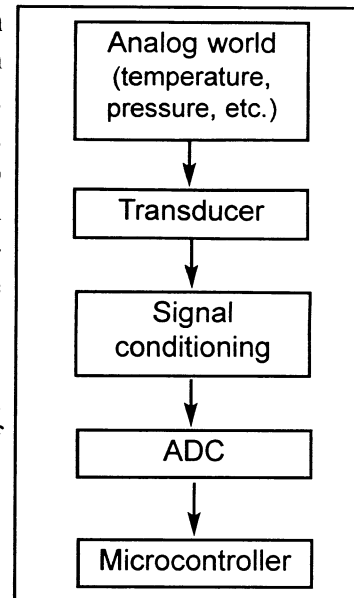 Analog world
(temperature,
pressure, etc.)
Transducer
Signal
conditioning
ADC
Microcontroller